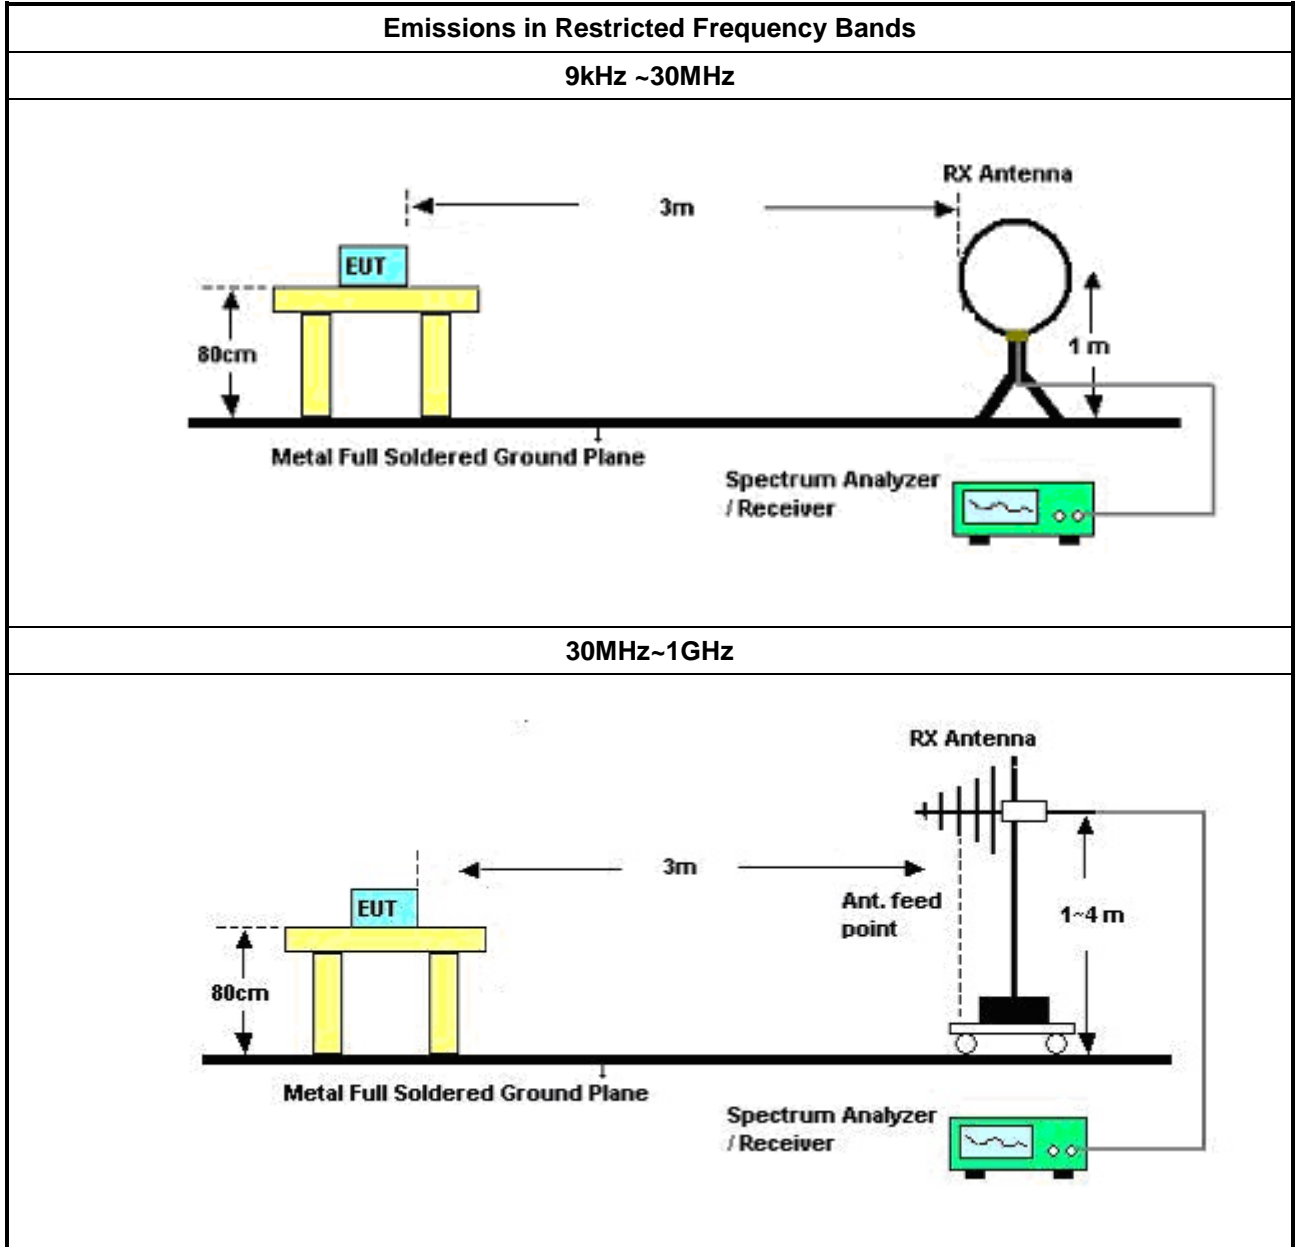 Emissions in Restricted Frequency Bands
9kHz ~30MHz
RX Antenna
3m
EUT
80cm
1 m
Metal Full Soldered Ground Plane
Spectrum Analyzer
/ Receiver
30MHz~1GHz
RX Antenna
3m
EUT
Ant. feed
point
1~4 m
80cm
Metal Full Soldered Ground Plane
Spectrum Analyzer
/ Receiver